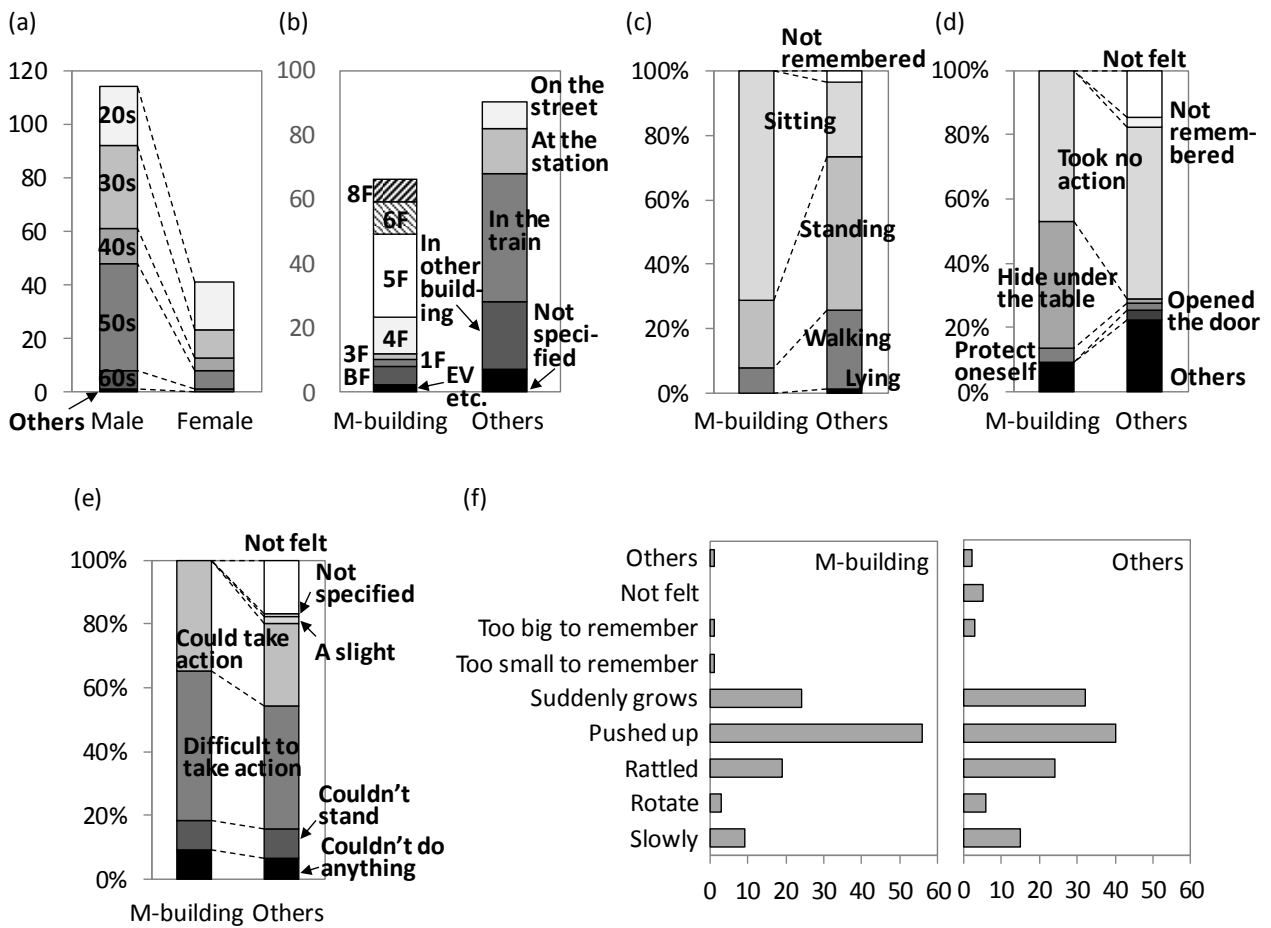 (a)
120
100
80
60
40
20
0
20s
30s
40s
50s
60s
Others
Male
Female
(b)
100
80
60
40
20
0
8F
6F
5F
4F
3F
1F
BF
EV
etc.
In
other
build-
ing
On the
street
At the
station
In the
train
Not
speci-
fied
M-building
Others
(c)
100%
80%
60%
40%
20%
0%
Not
remembered
Sitting
Standing
Walking
Lying
M-building
Others
(d)
100%
80%
60%
40%
20%
0%
Not felt
Not
remem-
bered
Took no
action
Hide under
the table
Opened
the door
Protect
oneself
Others
M-building
Others
(e)
100%
80%
60%
40%
20%
0%
Not felt
Not
specified
A slight
Could take
action
Difficult to
take action
Couldn't
stand
Couldn't do
anything
M-building
Others
(f)
M-building
Others
Others
Not felt
Too big to remember
Too small to remember
Suddenly grows
Pushed up
Rattled
Rotate
Slowly
0 10 20 30 40 50 60
0 10 20 30 40 50 60